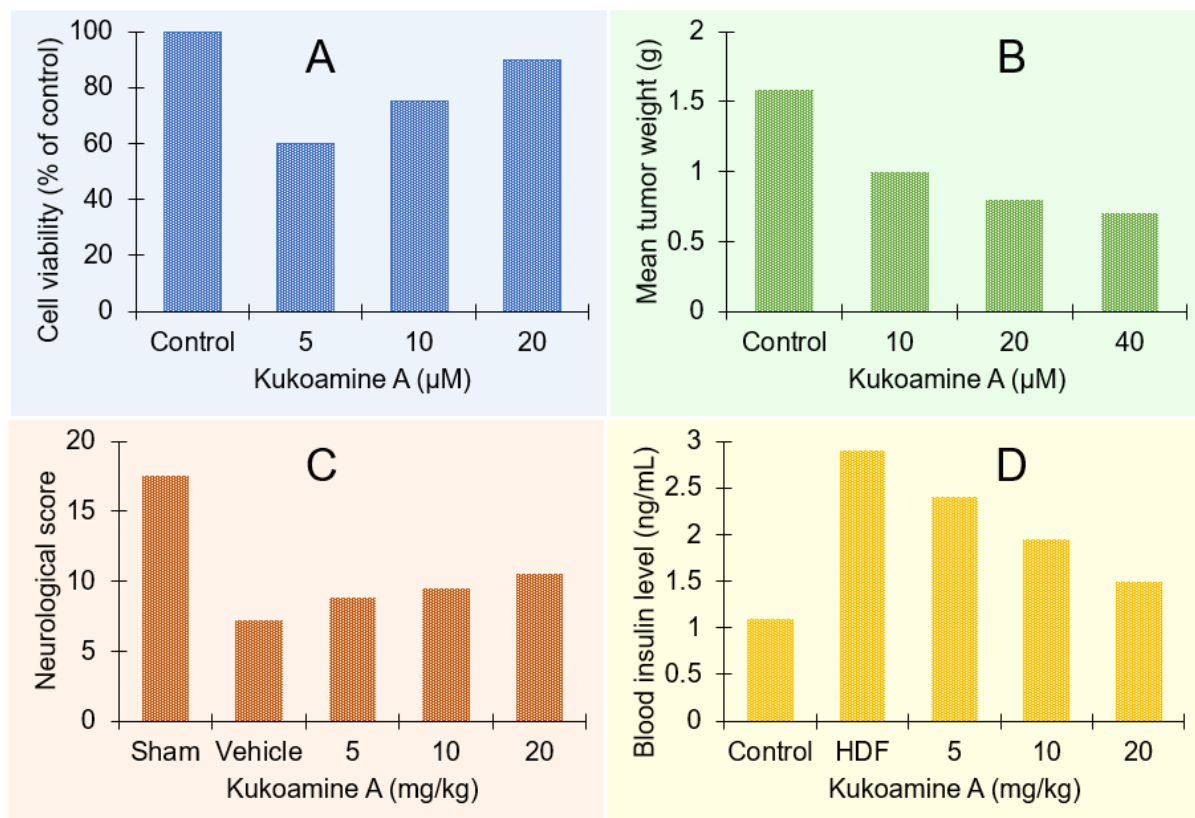 A
Cell viability (% of control)
100
80
60
40
20
0
Control 5 10 20
Kukoamine A (µM)
B
Mean tumor weight (g)
2
1.5
1
0.5
0
Control 10 20 40
Kukoamine A (µM)
C
Neurological score
20
15
10
5
0
Sham Vehicle 5 10 20
Kukoamine A (mg/kg)
D
Blood insulin level (ng/mL)
3
2.5
2
1.5
1
0.5
0
Control HDF 5 10 20
Kukoamine A (mg/kg)